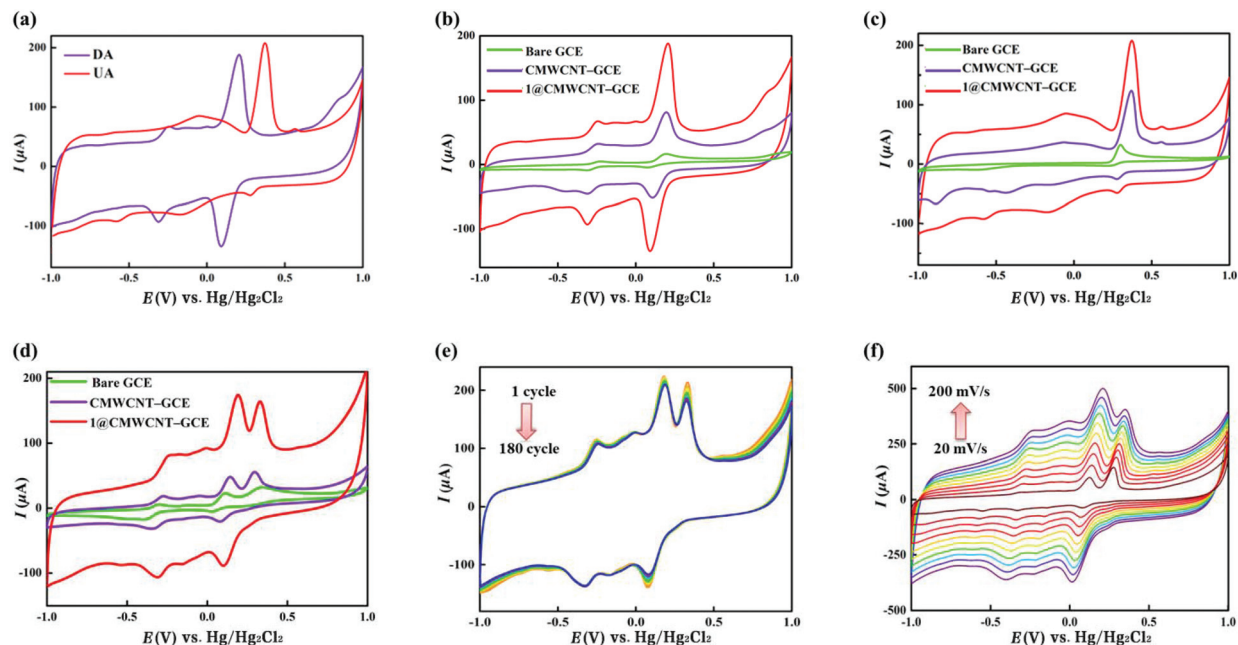 (a)
DA
UA
200
100
0
-100
I (μA)
-1.0 -0.5 0.0 0.5 1.0
E(V) vs. Hg/Hg₂Cl₂
(b)
Bare GCE
CMWCNT–GCE
1@CMWCNT–GCE
200
100
0
-100
I (μA)
-1.0 -0.5 0.0 0.5 1.0
E(V) vs. Hg/Hg₂Cl₂
(c)
Bare GCE
CMWCNT–GCE
1@CMWCNT–GCE
200
100
0
-100
I (μA)
-1.0 -0.5 0.0 0.5 1.0
E(V) vs. Hg/Hg₂Cl₂
(d)
Bare GCE
CMWCNT–GCE
1@CMWCNT–GCE
200
100
0
-100
I (μA)
-1.0 -0.5 0.0 0.5 1.0
E(V) vs. Hg/Hg₂Cl₂
(e)
1 cycle
180 cycle
200
100
0
-100
I (μA)
-1.0 -0.5 0.0 0.5 1.0
E(V) vs. Hg/Hg₂Cl₂
(f)
200 mV/s
20 mV/s
500
250
0
-250
-500
I (μA)
-1.0 -0.5 0.0 0.5 1.0
E(V) vs. Hg/Hg₂Cl₂